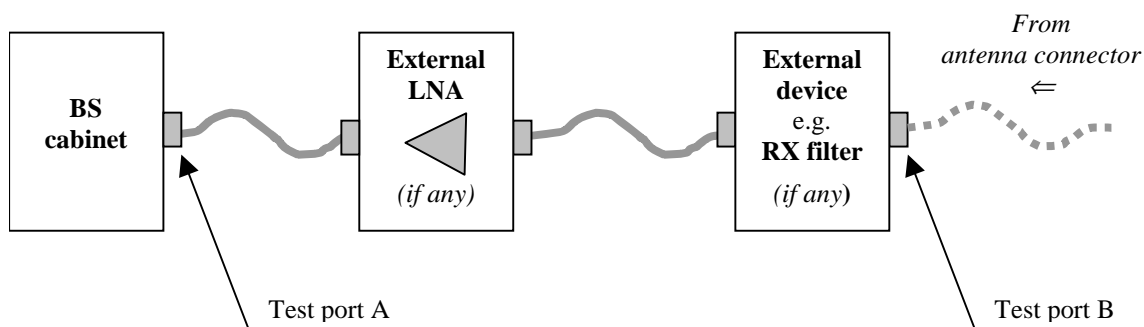 BS
cabinet
External
LNA
(if any)
External
device
e.g.
RX filter
(if any)
From
antenna connector
⇐
Test port A
Test port B